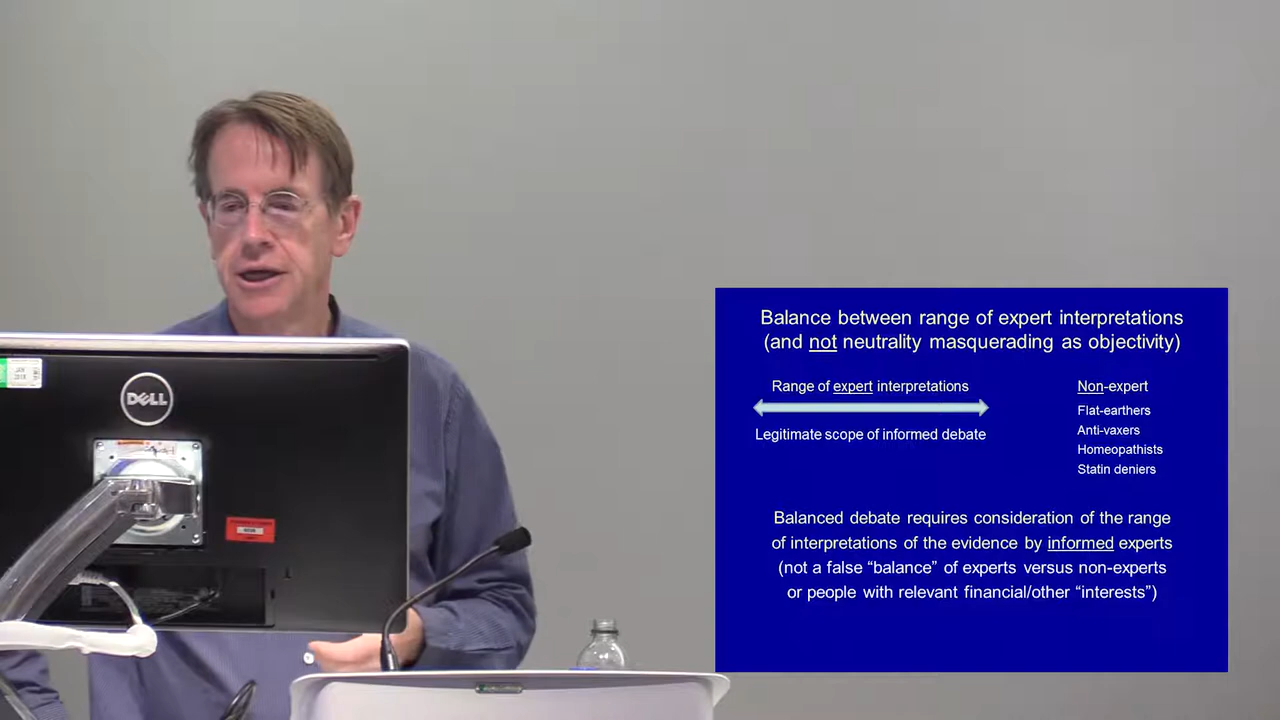 DELL
JAN
Balance between range of expert interpretations
(and not neutrality masquerading as objectivity)
Range of expert interpretations
Legitimate scope of informed debate
Non-expert
Flat-earthers
Anti-vaxers
Homeopathists
Statin deniers
Balanced debate requires consideration of the range
of interpretations of the evidence by informed experts
(not a false “balance” of experts versus non-experts
or people with relevant financial/other “interests”)